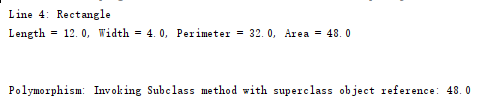 Line 4: Rectangle
Length = 12.0, Width = 4.0, Perimeter = 32.0, Area = 48.0
Polymorphism: Invoking Subclass method with superclass object reference: 48.0